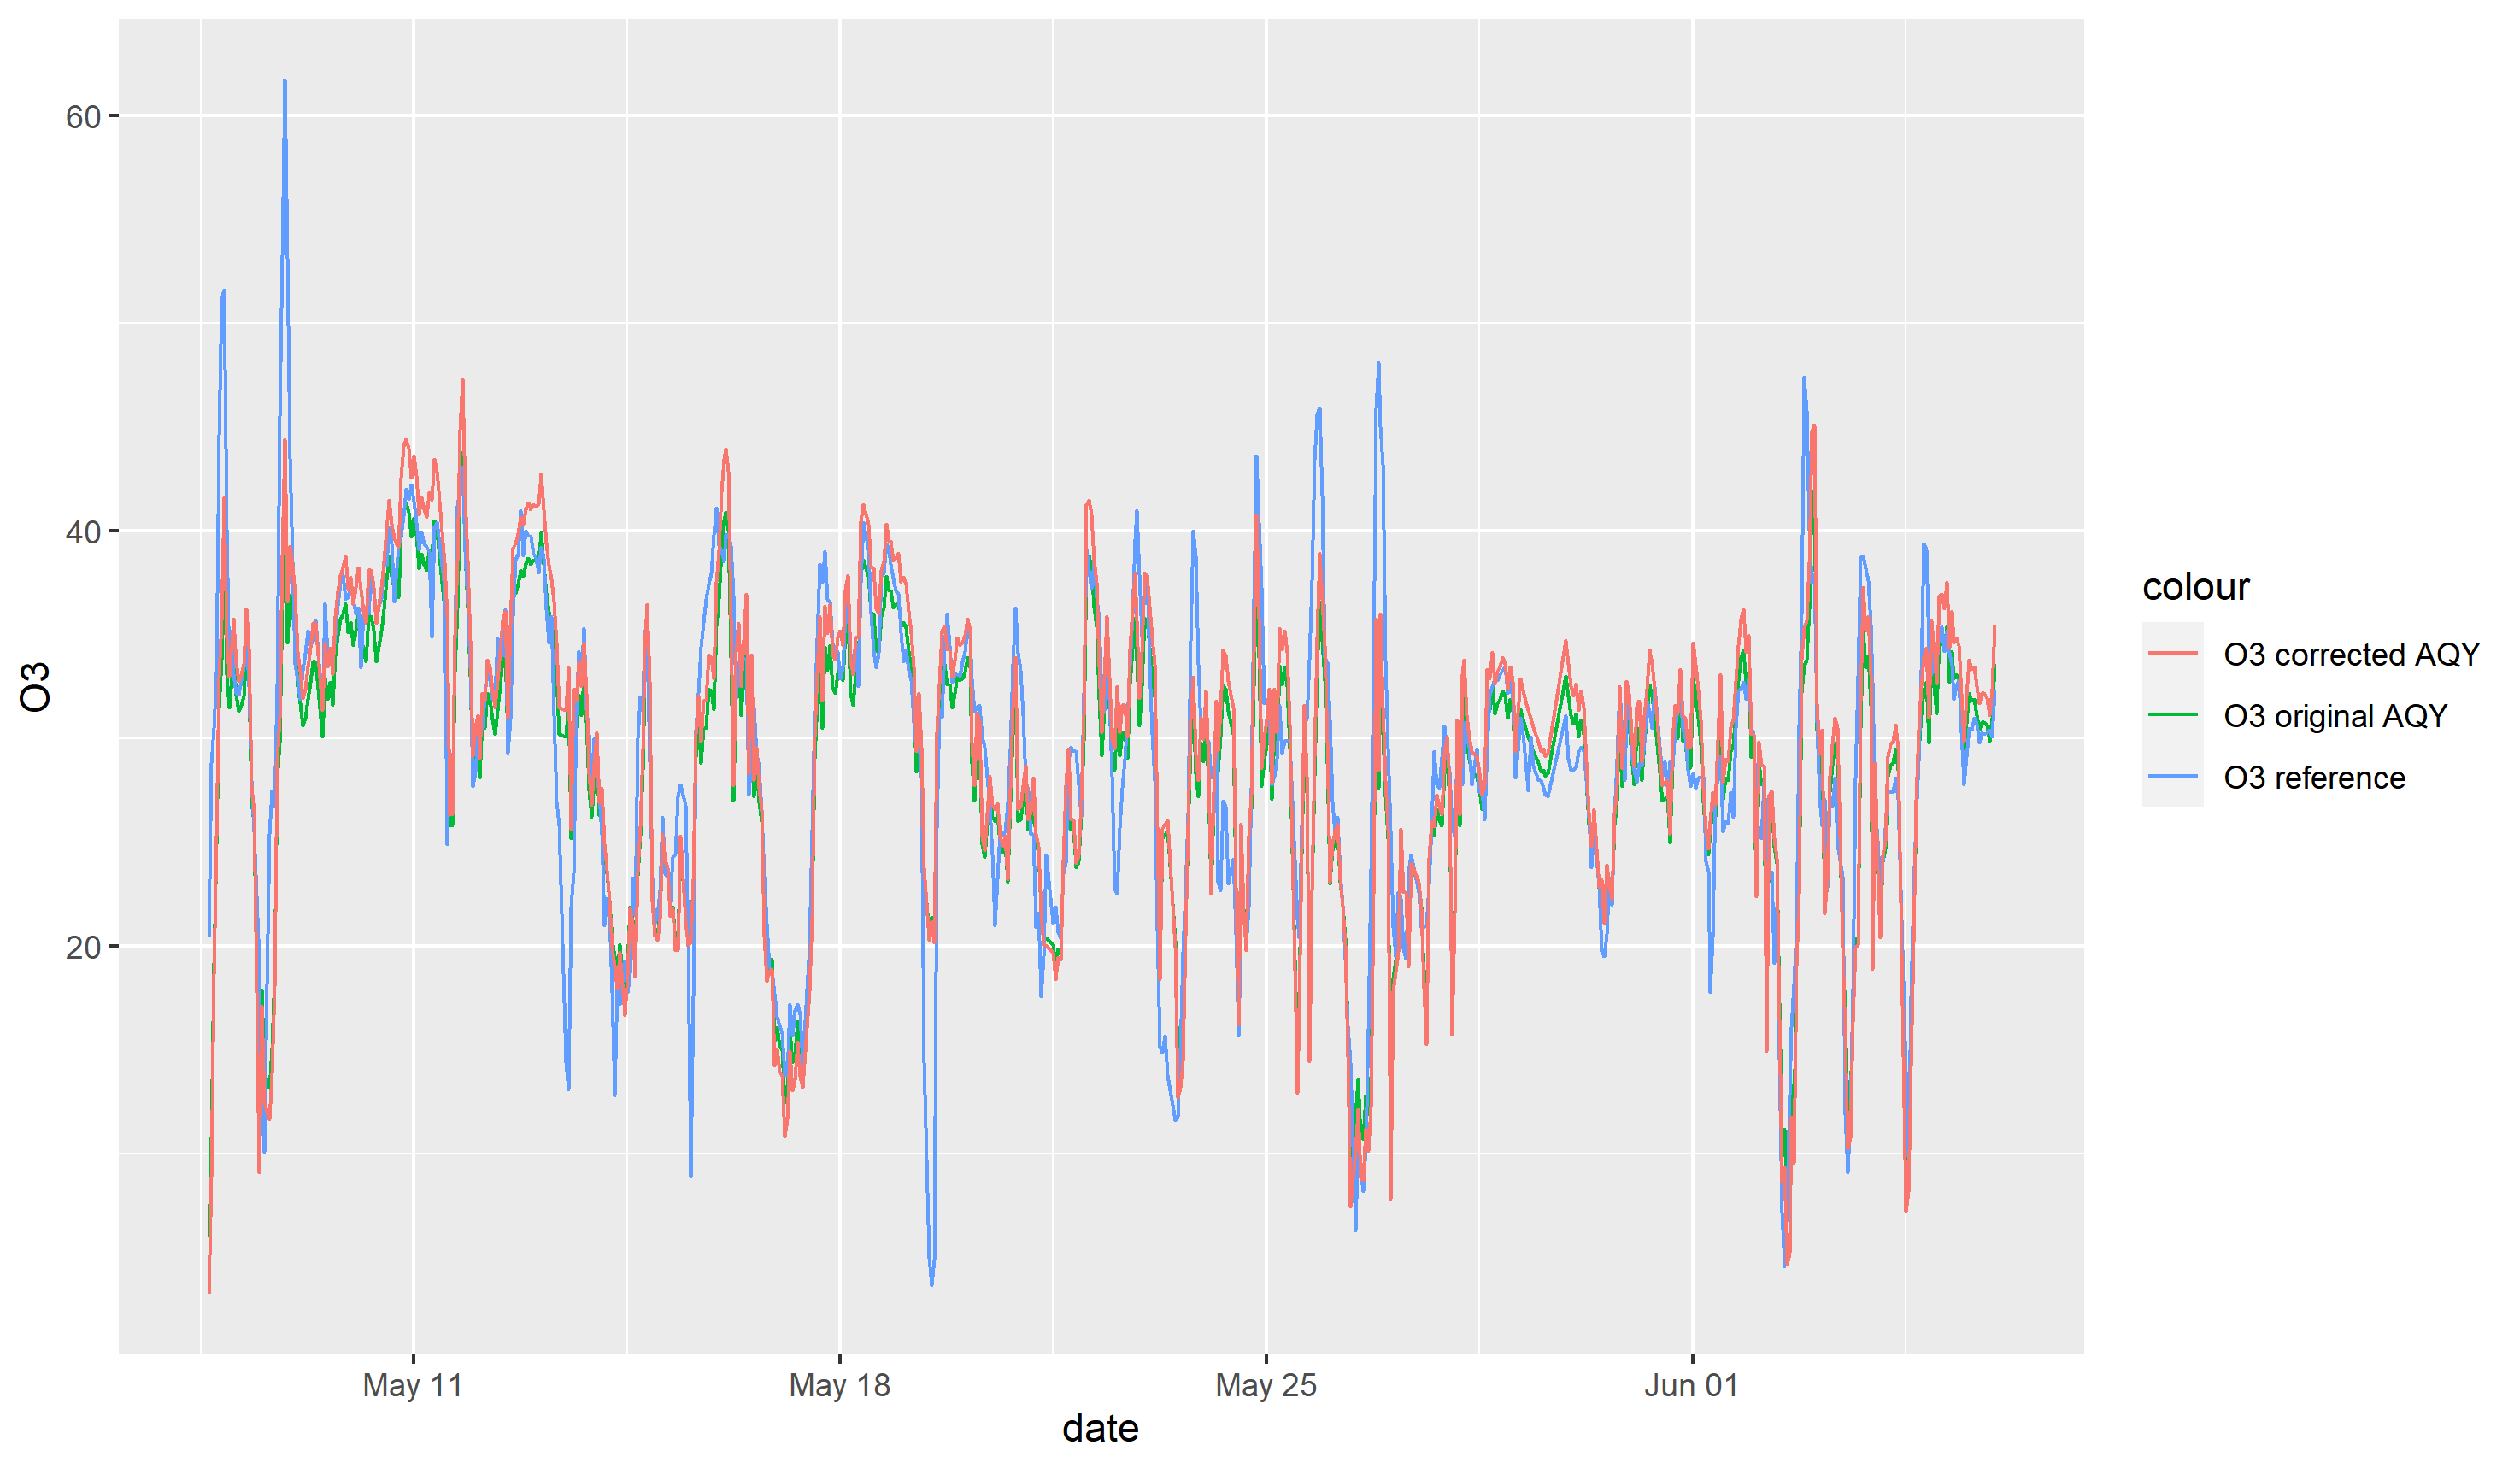 60
40
20
O3
May 11
May 18
May 25
Jun 01
date
colour
O3 corrected AQY
O3 original AQY
O3 reference